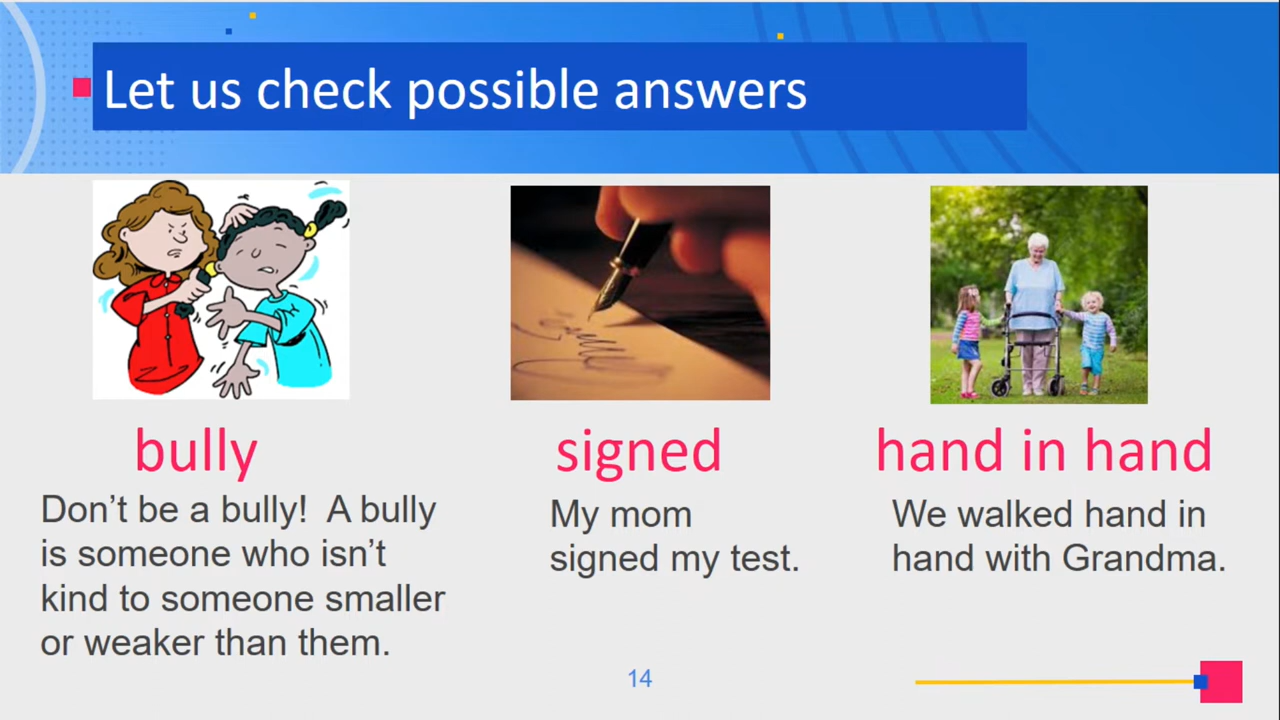 Let us check possible answers
bully
Don't be a bully!  A bully
is someone who isn't
kind to someone smaller
or weaker than them.
signed
My mom
signed my test.
hand in hand
We walked hand in
hand with Grandma.
14